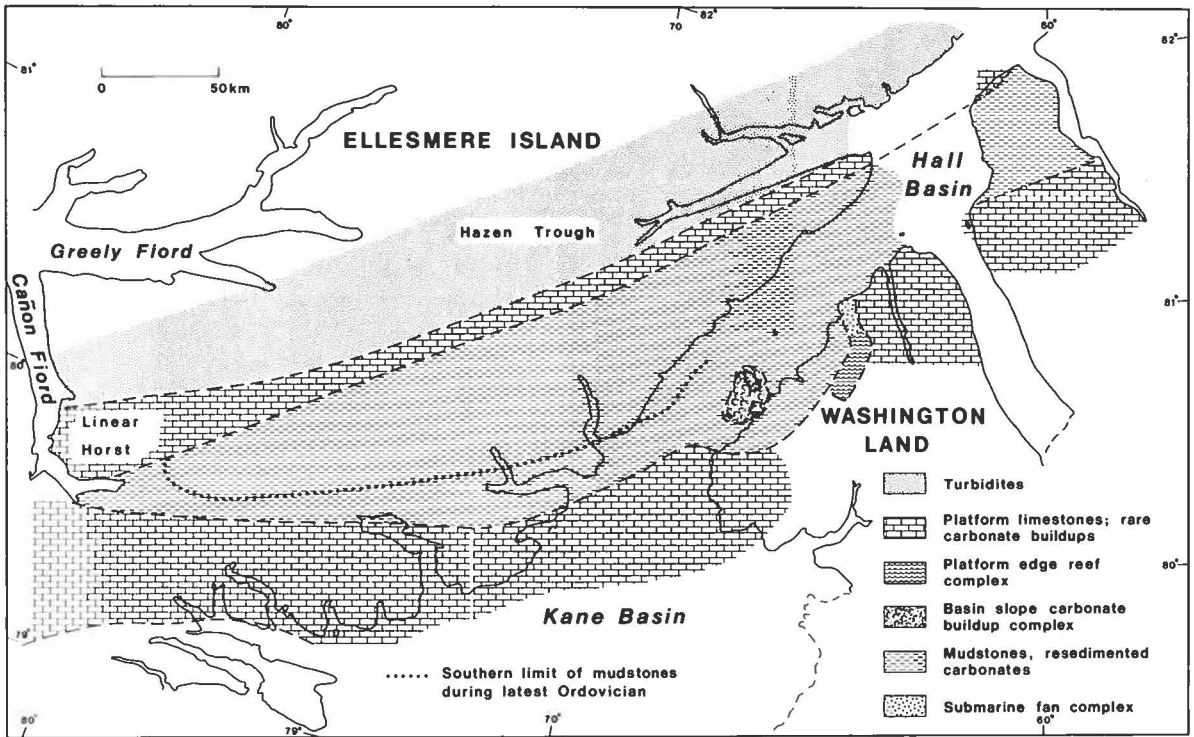 80°
70
82°
60°
82°
81°
0 50km
ELLESMERE ISLAND
Hall
Basin
Hazen Trough
Greely Fiord
Cañon Fiord
81°
80°
Linear
Horst
WASHINGTON
LAND
Turbidites
Platform limestones; rare
carbonate buildups
Platform edge reef
complex
80°
Basin slope carbonate
buildup complex
Kane Basin
79°
Mudstones, resedimented
carbonates
Southern limit of mudstones
during latest Ordovician
Submarine fan complex
80°
79°
70°
60°